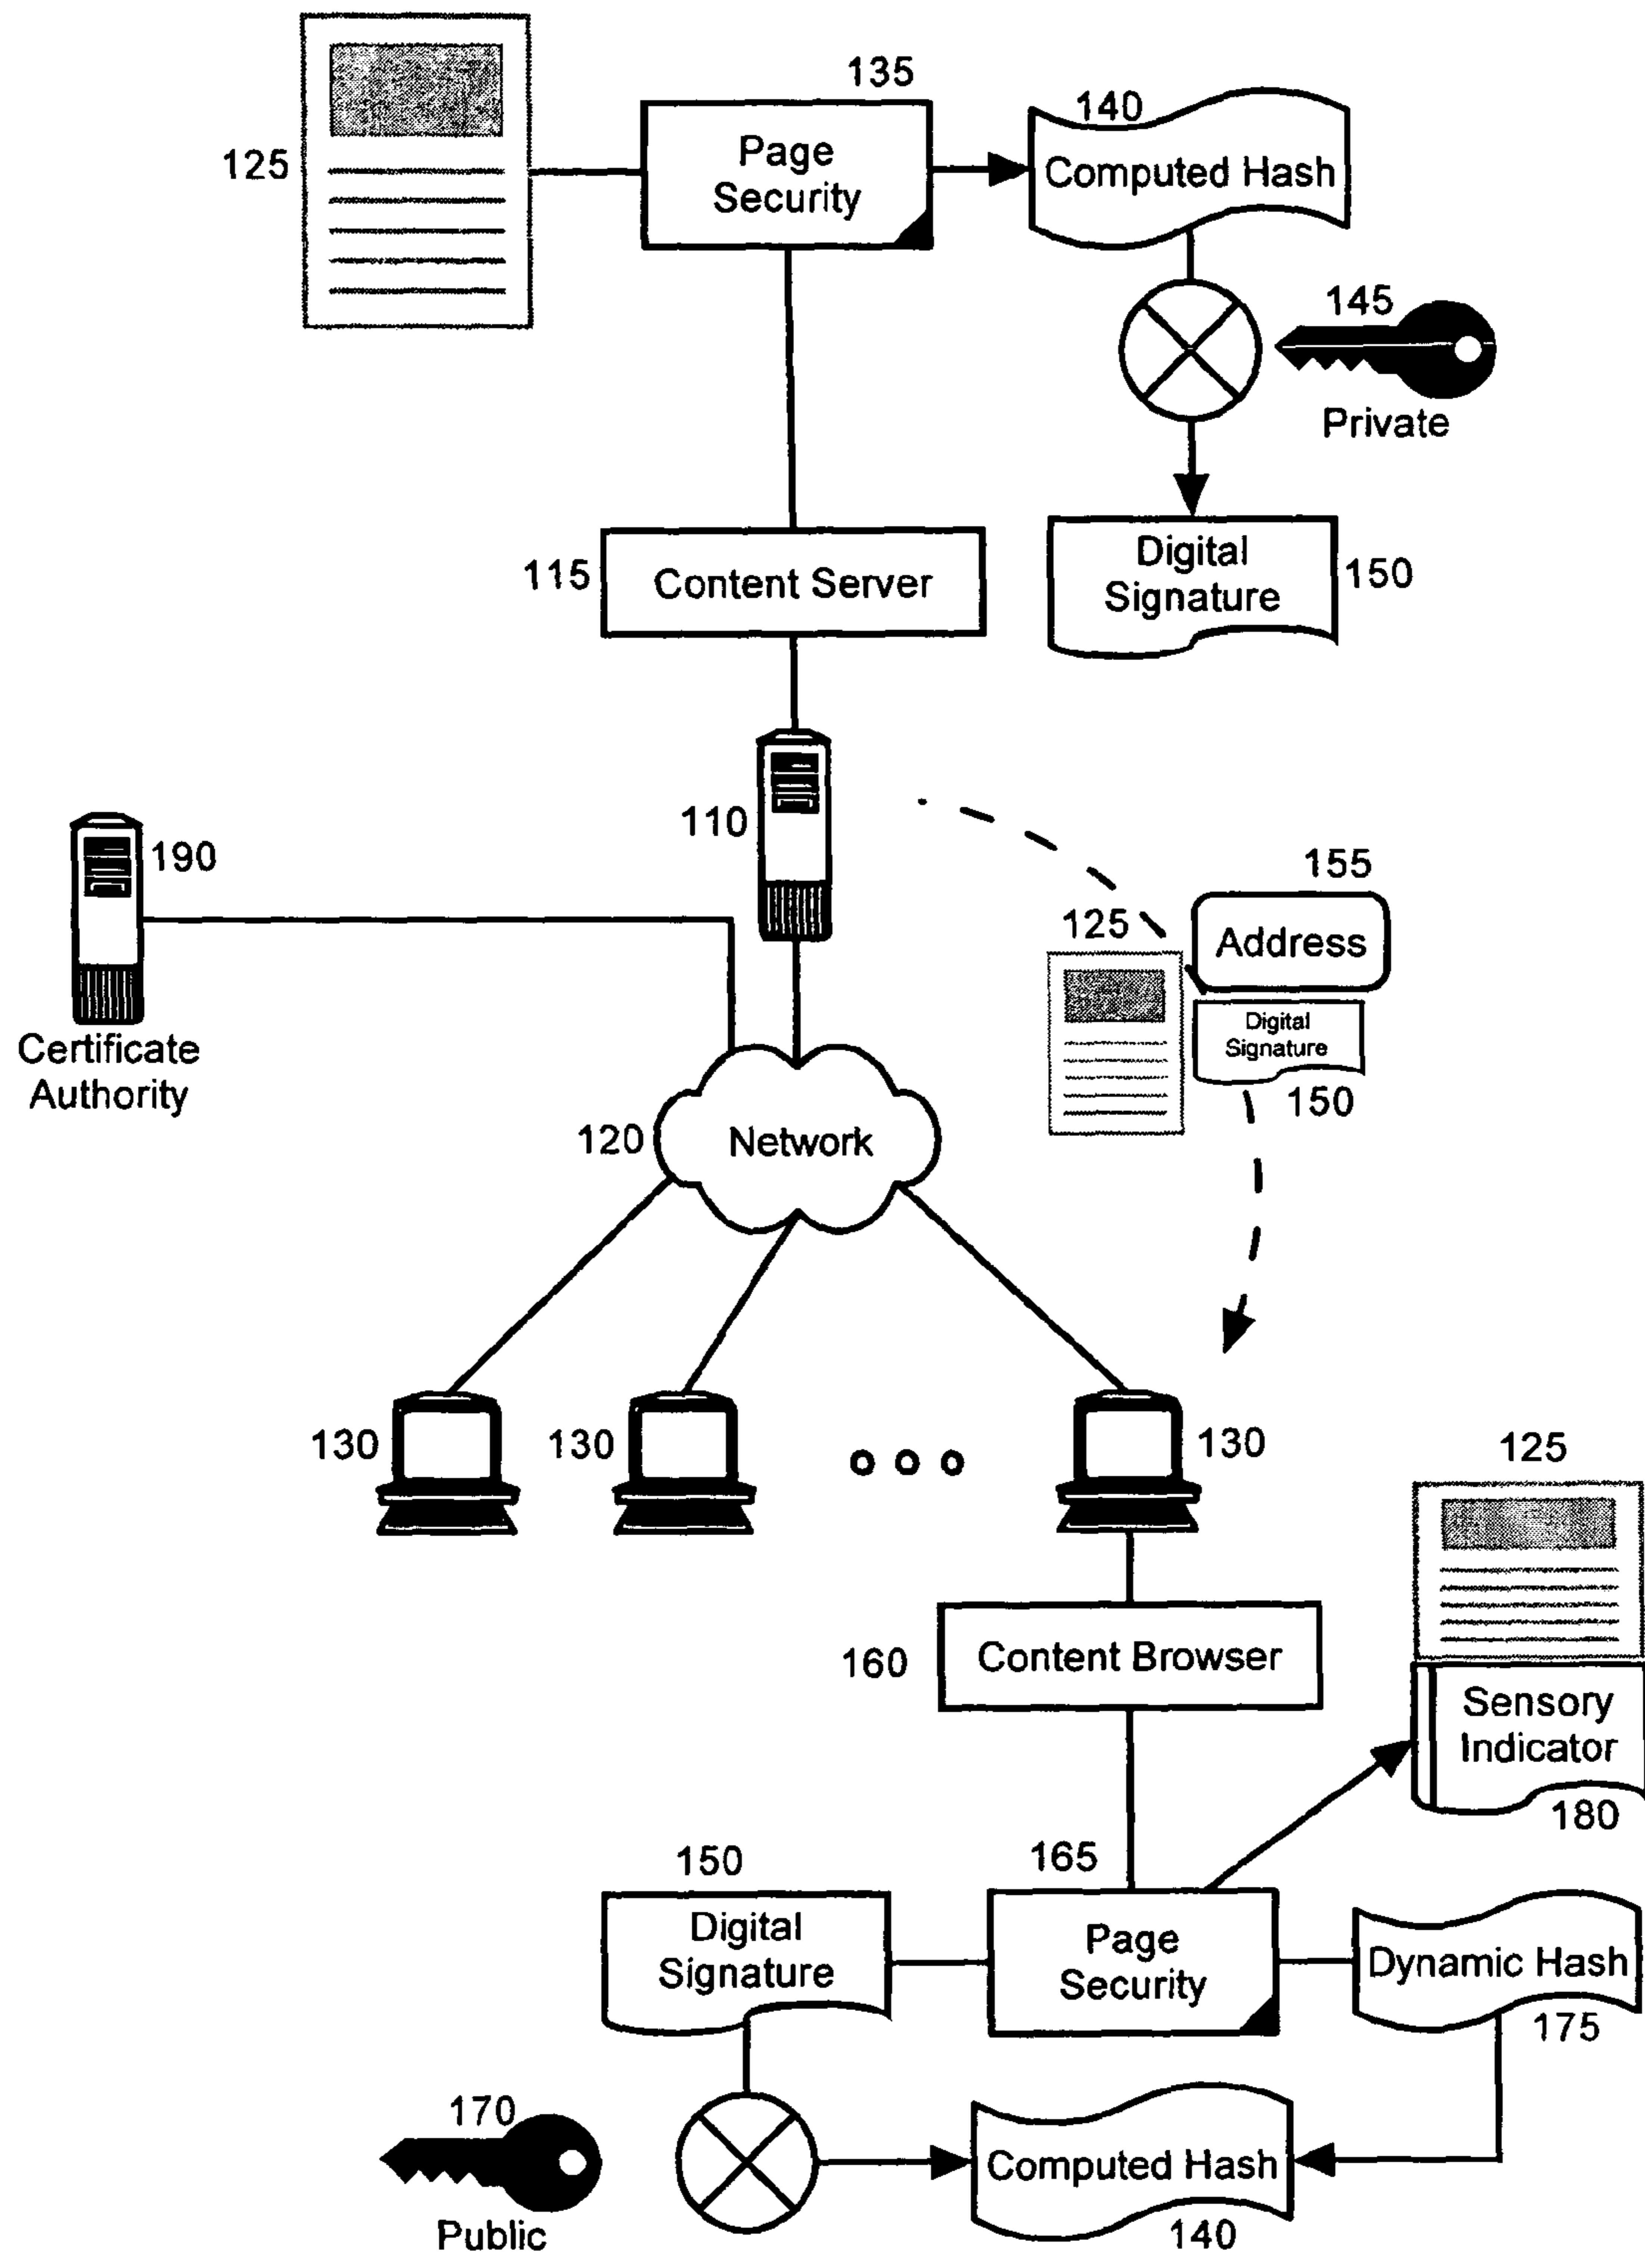 135
140
125
Page
Security
Computed Hash
145
Private
115
Content Server
Digital
Signature
150
110
190
Certificate
Authority
155
125
Address
Digital
Signature
150
120
Network
130
130
130
125
160
Content Browser
Sensory
Indicator
180
150
165
Digital
Signature
Page
Security
Dynamic Hash
175
170
Public
Computed Hash
140